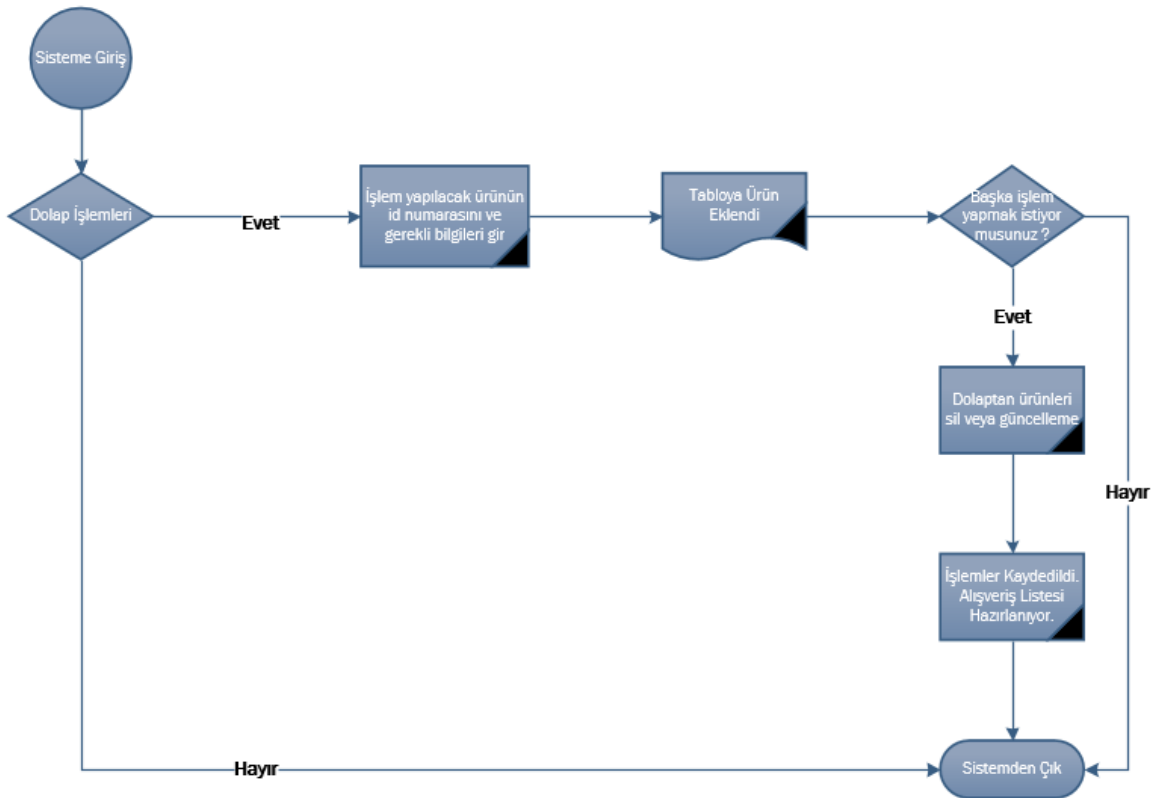 Sisteme Giriş
Dolap İşlemleri
Evet
İşlem yapılacak ürünün
id numarasını ve
gerekli bilgileri gir
Tabloya Ürün
Eklendi
Başka işlem
yapmak istiyor
musunuz ?
Evet
Dolaptan ürünleri
sil veya güncelleme
Hayır
İşlemler Kaydedildi.
Alışveriş Listesi
Hazırlanıyor.
Hayır
Sistemden Çık